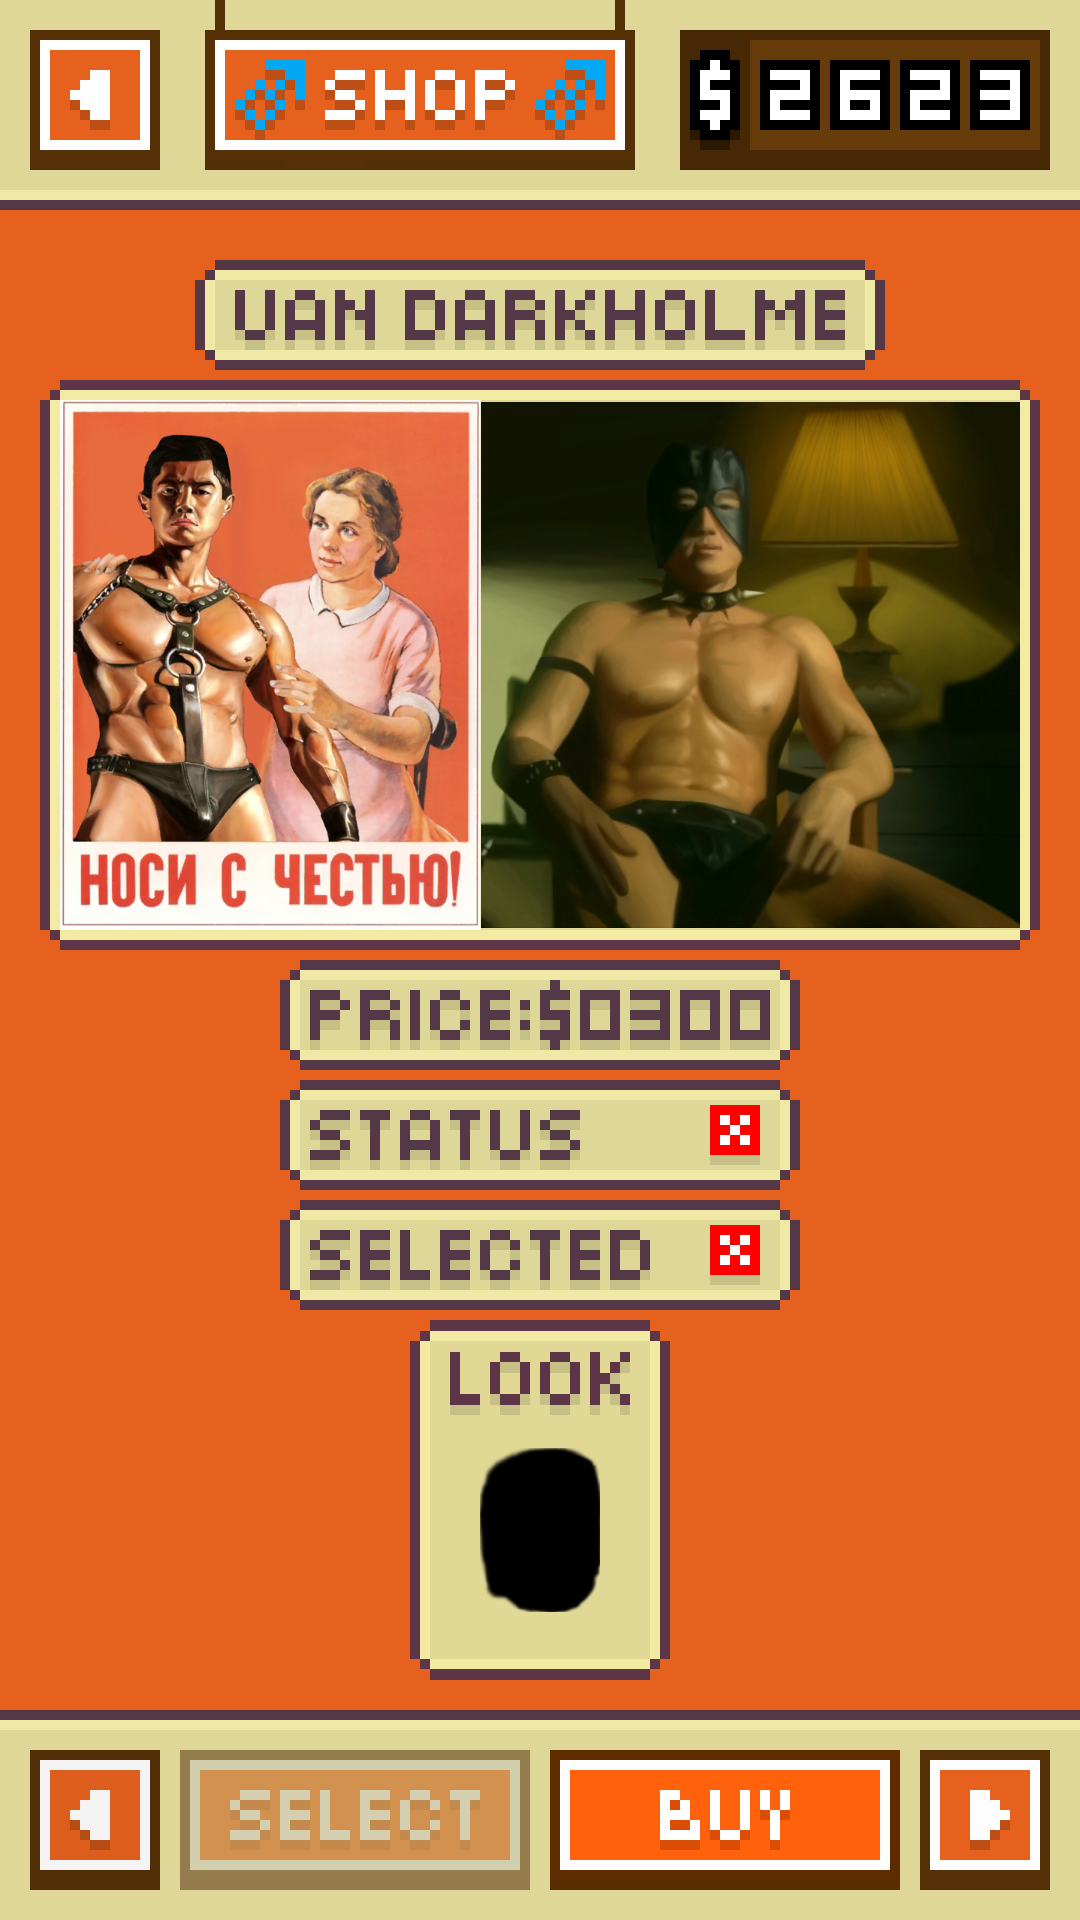 SHOP
$2623
VAN DARKHOLME
НОСИ С ЧЕСТЬЮ!
PRICE:$0300
STATUS
SELECTED
LOOK
SELECT
BUY